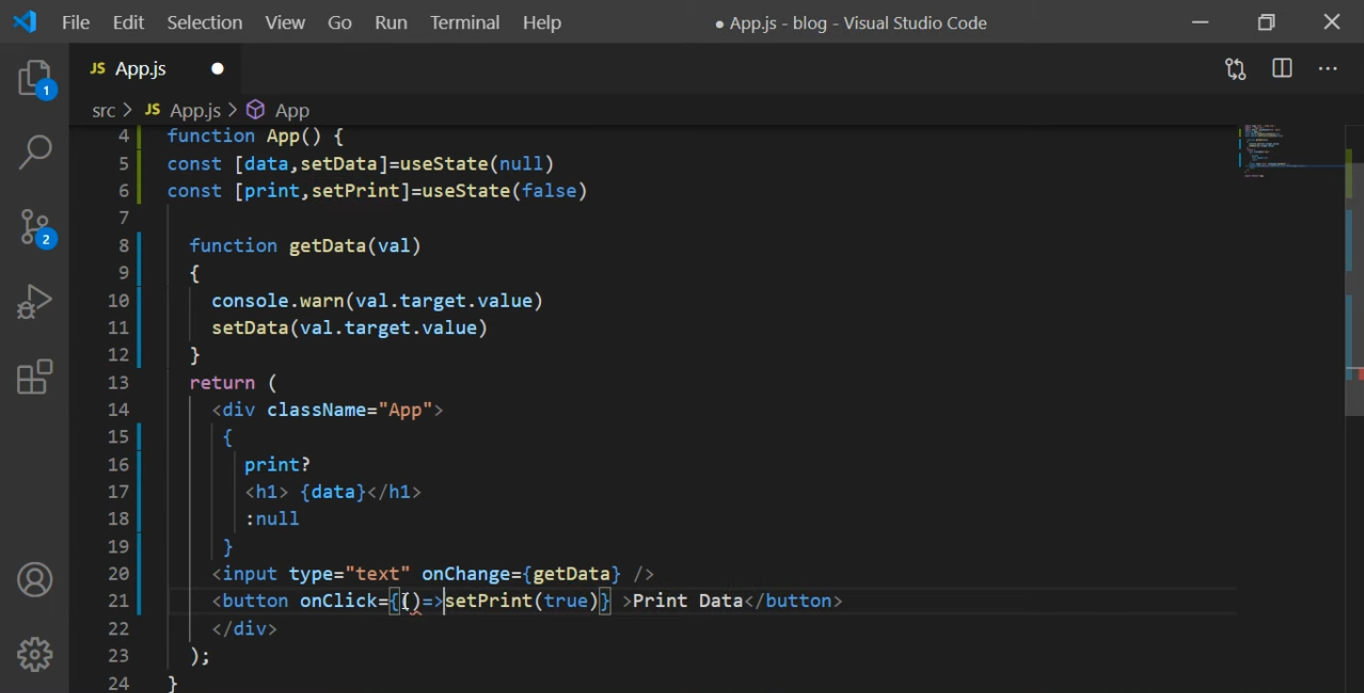 File Edit Selection View Go Run Terminal Help ● App.js - blog - Visual Studio Code
JS App.js ●
1
src > JS App.js > App
4 function App() {
5 const [data,setData]=useState(null)
6 const [print,setPrint]=useState(false)
7
8 function getData(val)
2
9 {
10 console.warn(val.target.value)
11 setData(val.target.value)
12 }
13 return (
14 <div className="App">
15 {
16 print?
17 <h1> {data}</h1>
18 :null
19 }
20 <input type="text" onChange={getData} />
21 <button onClick={()=>setPrint(true)} >Print Data</button>
22 </div>
23 );
24 }